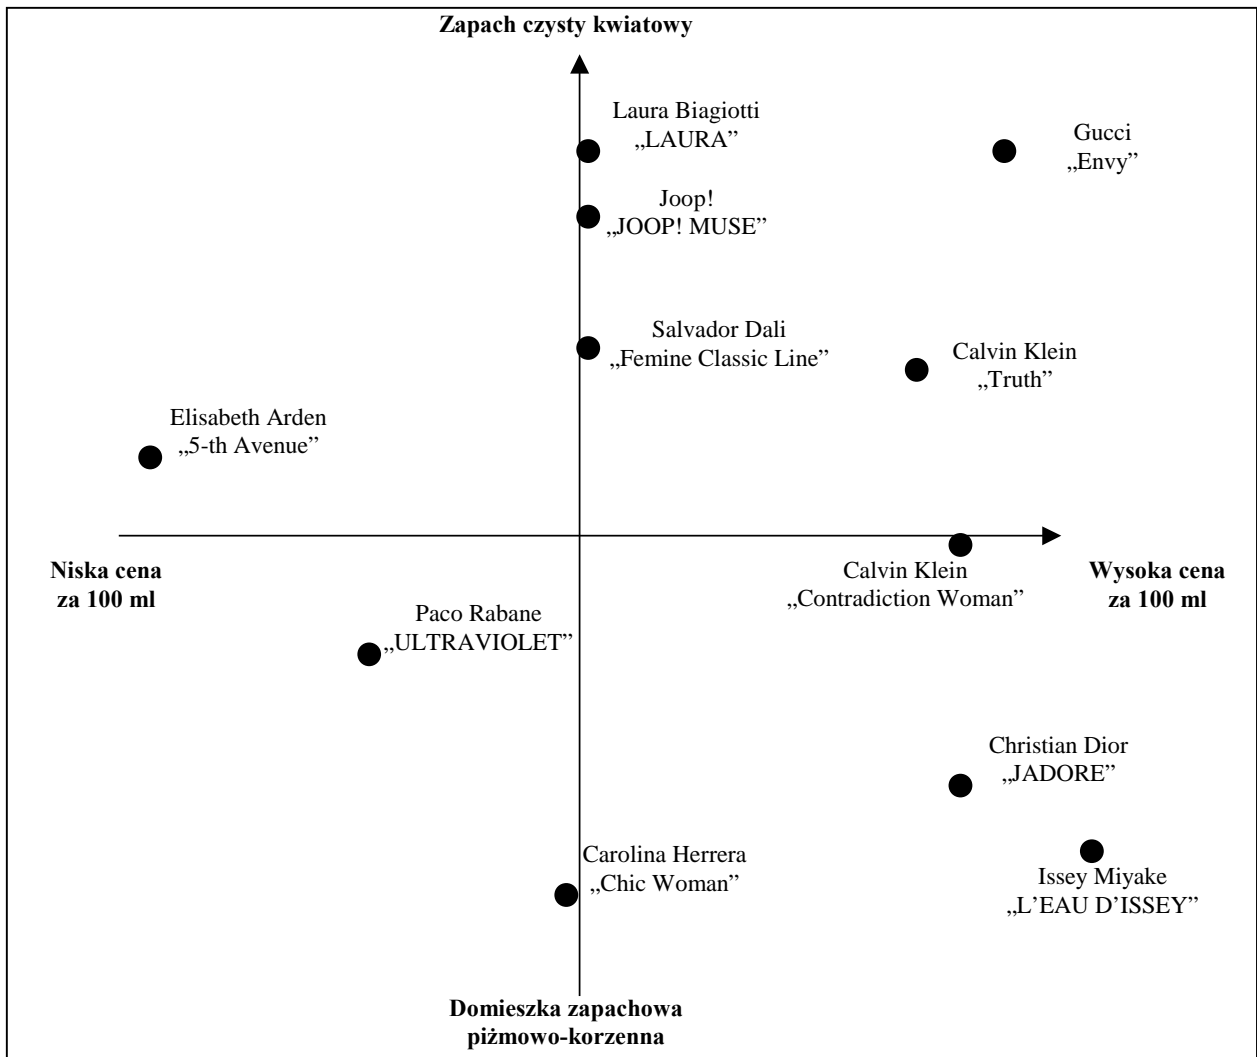 Zapach czysty kwiatowy
Laura Biagiotti
„LAURA”
Gucci
„Envy”
Joop!
„JOOP! MUSE”
Salvador Dali
„Femine Classic Line”
Calvin Klein
„Truth”
Elisabeth Arden
„5-th Avenue”
Niska cena
za 100 ml
Calvin Klein
„Contradiction Woman”
Wysoka cena
za 100 ml
Paco Rabane
„ULTRAVIOLET”
Christian Dior
„JADORE”
Carolina Herrera
„Chic Woman”
Issey Miyake
„L’EAU D’ISSEY”
Domieszka zapachowa
piżmowo-korzenna